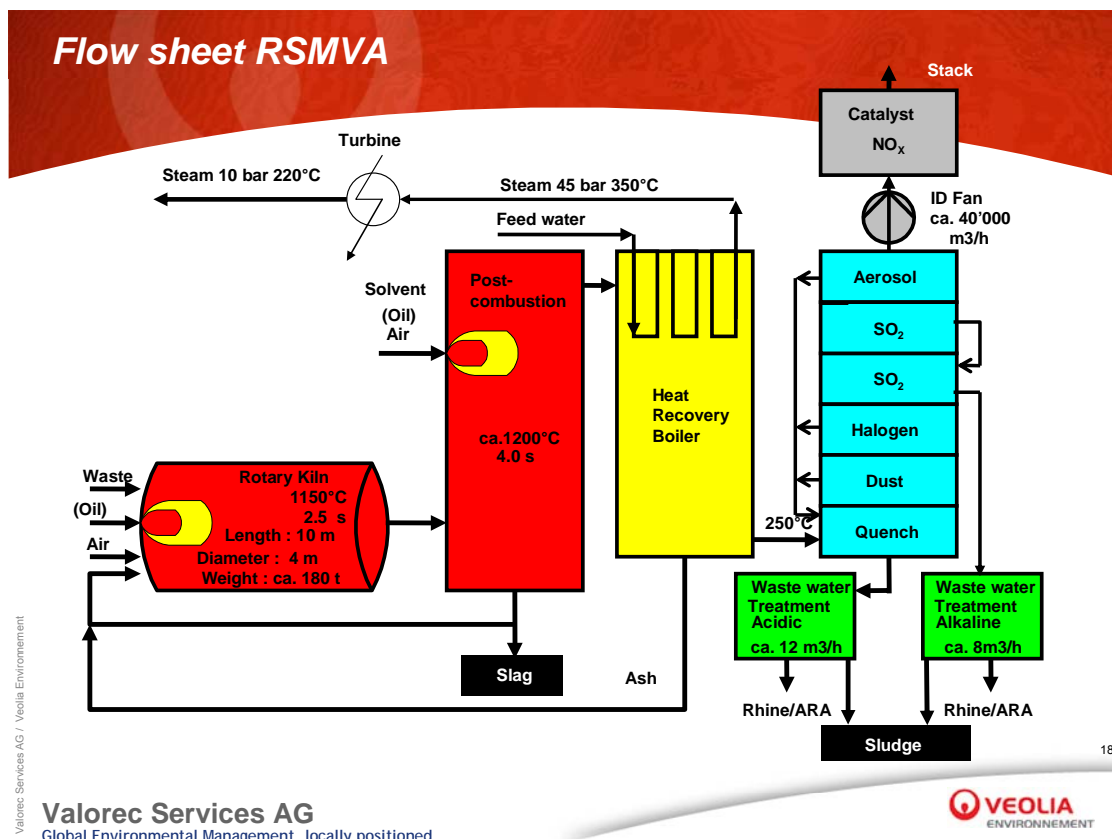 Flow sheet RSMVA
Stack
Catalyst
NOX
Turbine
Steam 10 bar 220°C
Steam 45 bar 350°C
ID Fan
ca. 40'000
m3/h
Feed water
Post-
combustion
Solvent
(Oil)
Air
Aerosol
SO2
SO2
Heat
Recovery
Boiler
Halogen
ca.1200°C
4.0 s
Waste
(Oil)
Air
Rotary Kiln
1150°C
2.5 s
Length : 10 m
Diameter : 4 m
Weight : ca. 180 t
Dust
250°C
Quench
Waste water
Treatment
Acidic
ca. 12 m3/h
Waste water
Treatment
Alkaline
ca. 8m3/h
Slag
Ash
Rhine/ARA
Rhine/ARA
Sludge
18
Valorec Services AG / Veolia Environnement
Valorec Services AG
Global Environmental Management, locally positioned
VEOLIA
ENVIRONNEMENT